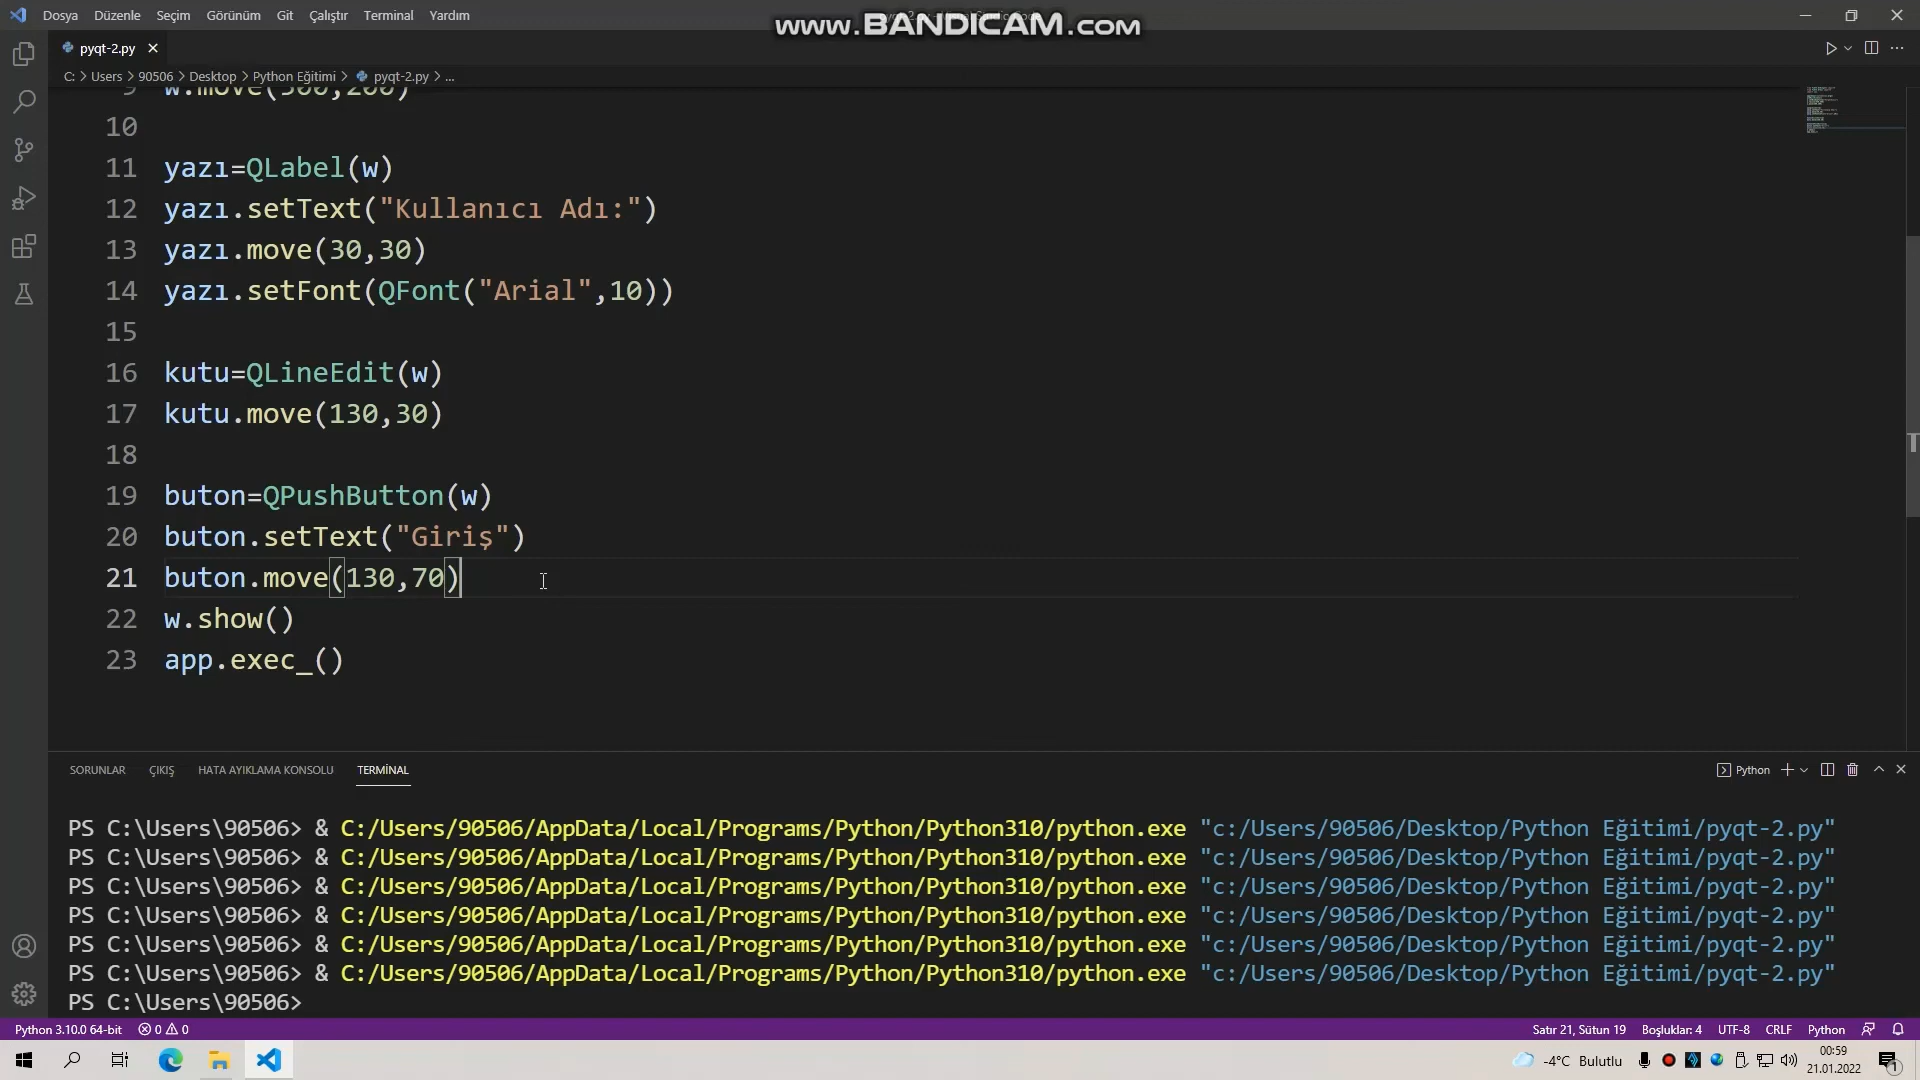 Dosya Düzenle Seçim Görünüm Git Çalıştır Terminal Yardım
www.BANDICAM.com
pyqt-2.py
C: > Users > 90506 > Desktop > Python Eğitimi > pyqt-2.py > ...
9 w.move(500,200)
10
11 yazı=QLabel(w)
12 yazı.setText("Kullanıcı Adı:")
13 yazı.move(30,30)
14 yazı.setFont(QFont("Arial",10))
15
16 kutu=QLineEdit(w)
17 kutu.move(130,30)
18
19 buton=QPushButton(w)
20 buton.setText("Giriş")
21 buton.move(130,70)
22 w.show()
23 app.exec_()
SORUNLAR ÇIKIŞ HATA AYIKLAMA KONSOLU TERMİNAL
Python
PS C:\Users\90506> & C:/Users/90506/AppData/Local/Programs/Python/Python310/python.exe "c:/Users/90506/Desktop/Python Eğitimi/pyqt-2.py"
PS C:\Users\90506> & C:/Users/90506/AppData/Local/Programs/Python/Python310/python.exe "c:/Users/90506/Desktop/Python Eğitimi/pyqt-2.py"
PS C:\Users\90506> & C:/Users/90506/AppData/Local/Programs/Python/Python310/python.exe "c:/Users/90506/Desktop/Python Eğitimi/pyqt-2.py"
PS C:\Users\90506> & C:/Users/90506/AppData/Local/Programs/Python/Python310/python.exe "c:/Users/90506/Desktop/Python Eğitimi/pyqt-2.py"
PS C:\Users\90506> & C:/Users/90506/AppData/Local/Programs/Python/Python310/python.exe "c:/Users/90506/Desktop/Python Eğitimi/pyqt-2.py"
PS C:\Users\90506> & C:/Users/90506/AppData/Local/Programs/Python/Python310/python.exe "c:/Users/90506/Desktop/Python Eğitimi/pyqt-2.py"
PS C:\Users\90506>
Python 3.10.0 64-bit 0 0 Satır 21, Sütun 19 Boşluklar: 4 UTF-8 CRLF Python
-4°C Bulutlu 00:59
21.01.2022
1